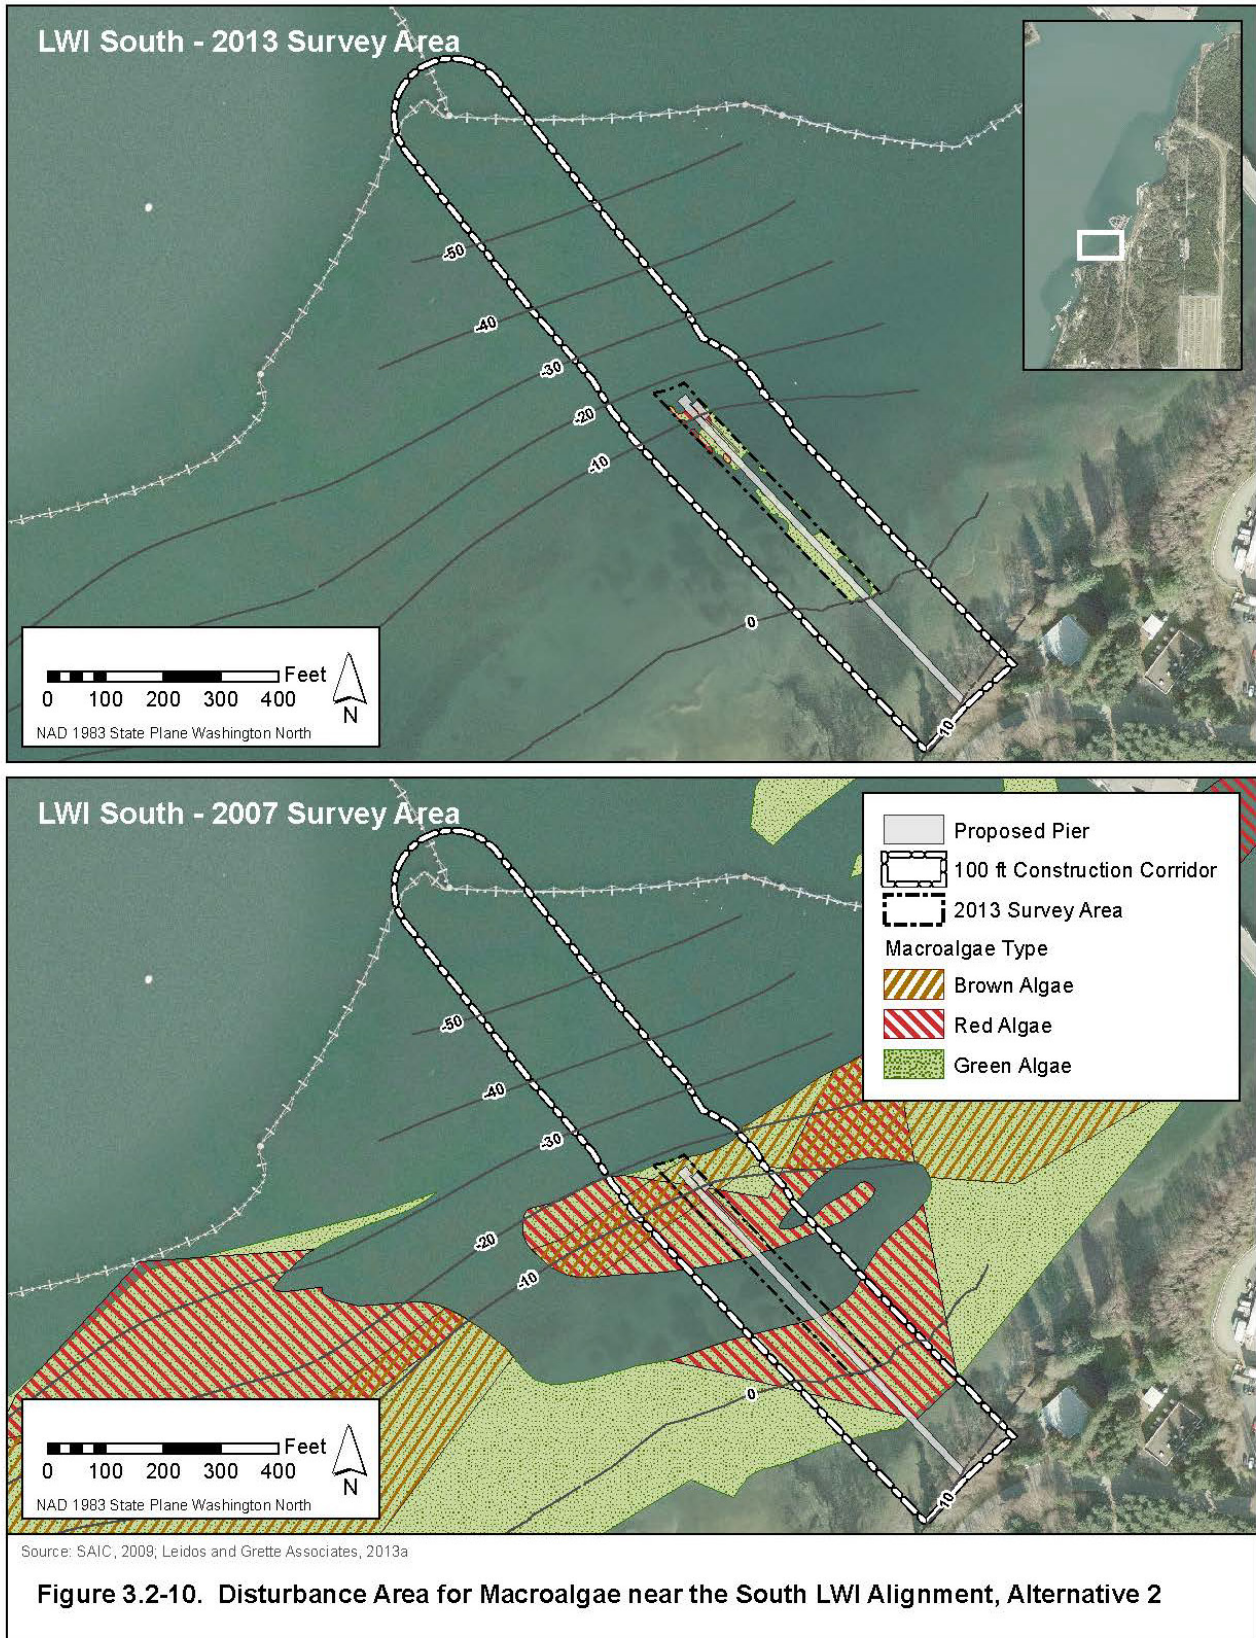 LWI South - 2013 Survey Area
-50
-40
-30
-20
-10
0
10
Feet
0 100 200 300 400
N
NAD 1983 State Plane Washington North
LWI South - 2007 Survey Area
Proposed Pier
100 ft Construction Corridor
2013 Survey Area
Macroalgae Type
Brown Algae
Red Algae
Green Algae
-50
-40
-30
-20
-10
0
10
Feet
0 100 200 300 400
N
NAD 1983 State Plane Washington North
Source: SAIC, 2009; Leidos and Grette Associates, 2013a
Figure 3.2-10. Disturbance Area for Macroalgae near the South LWI Alignment, Alternative 2